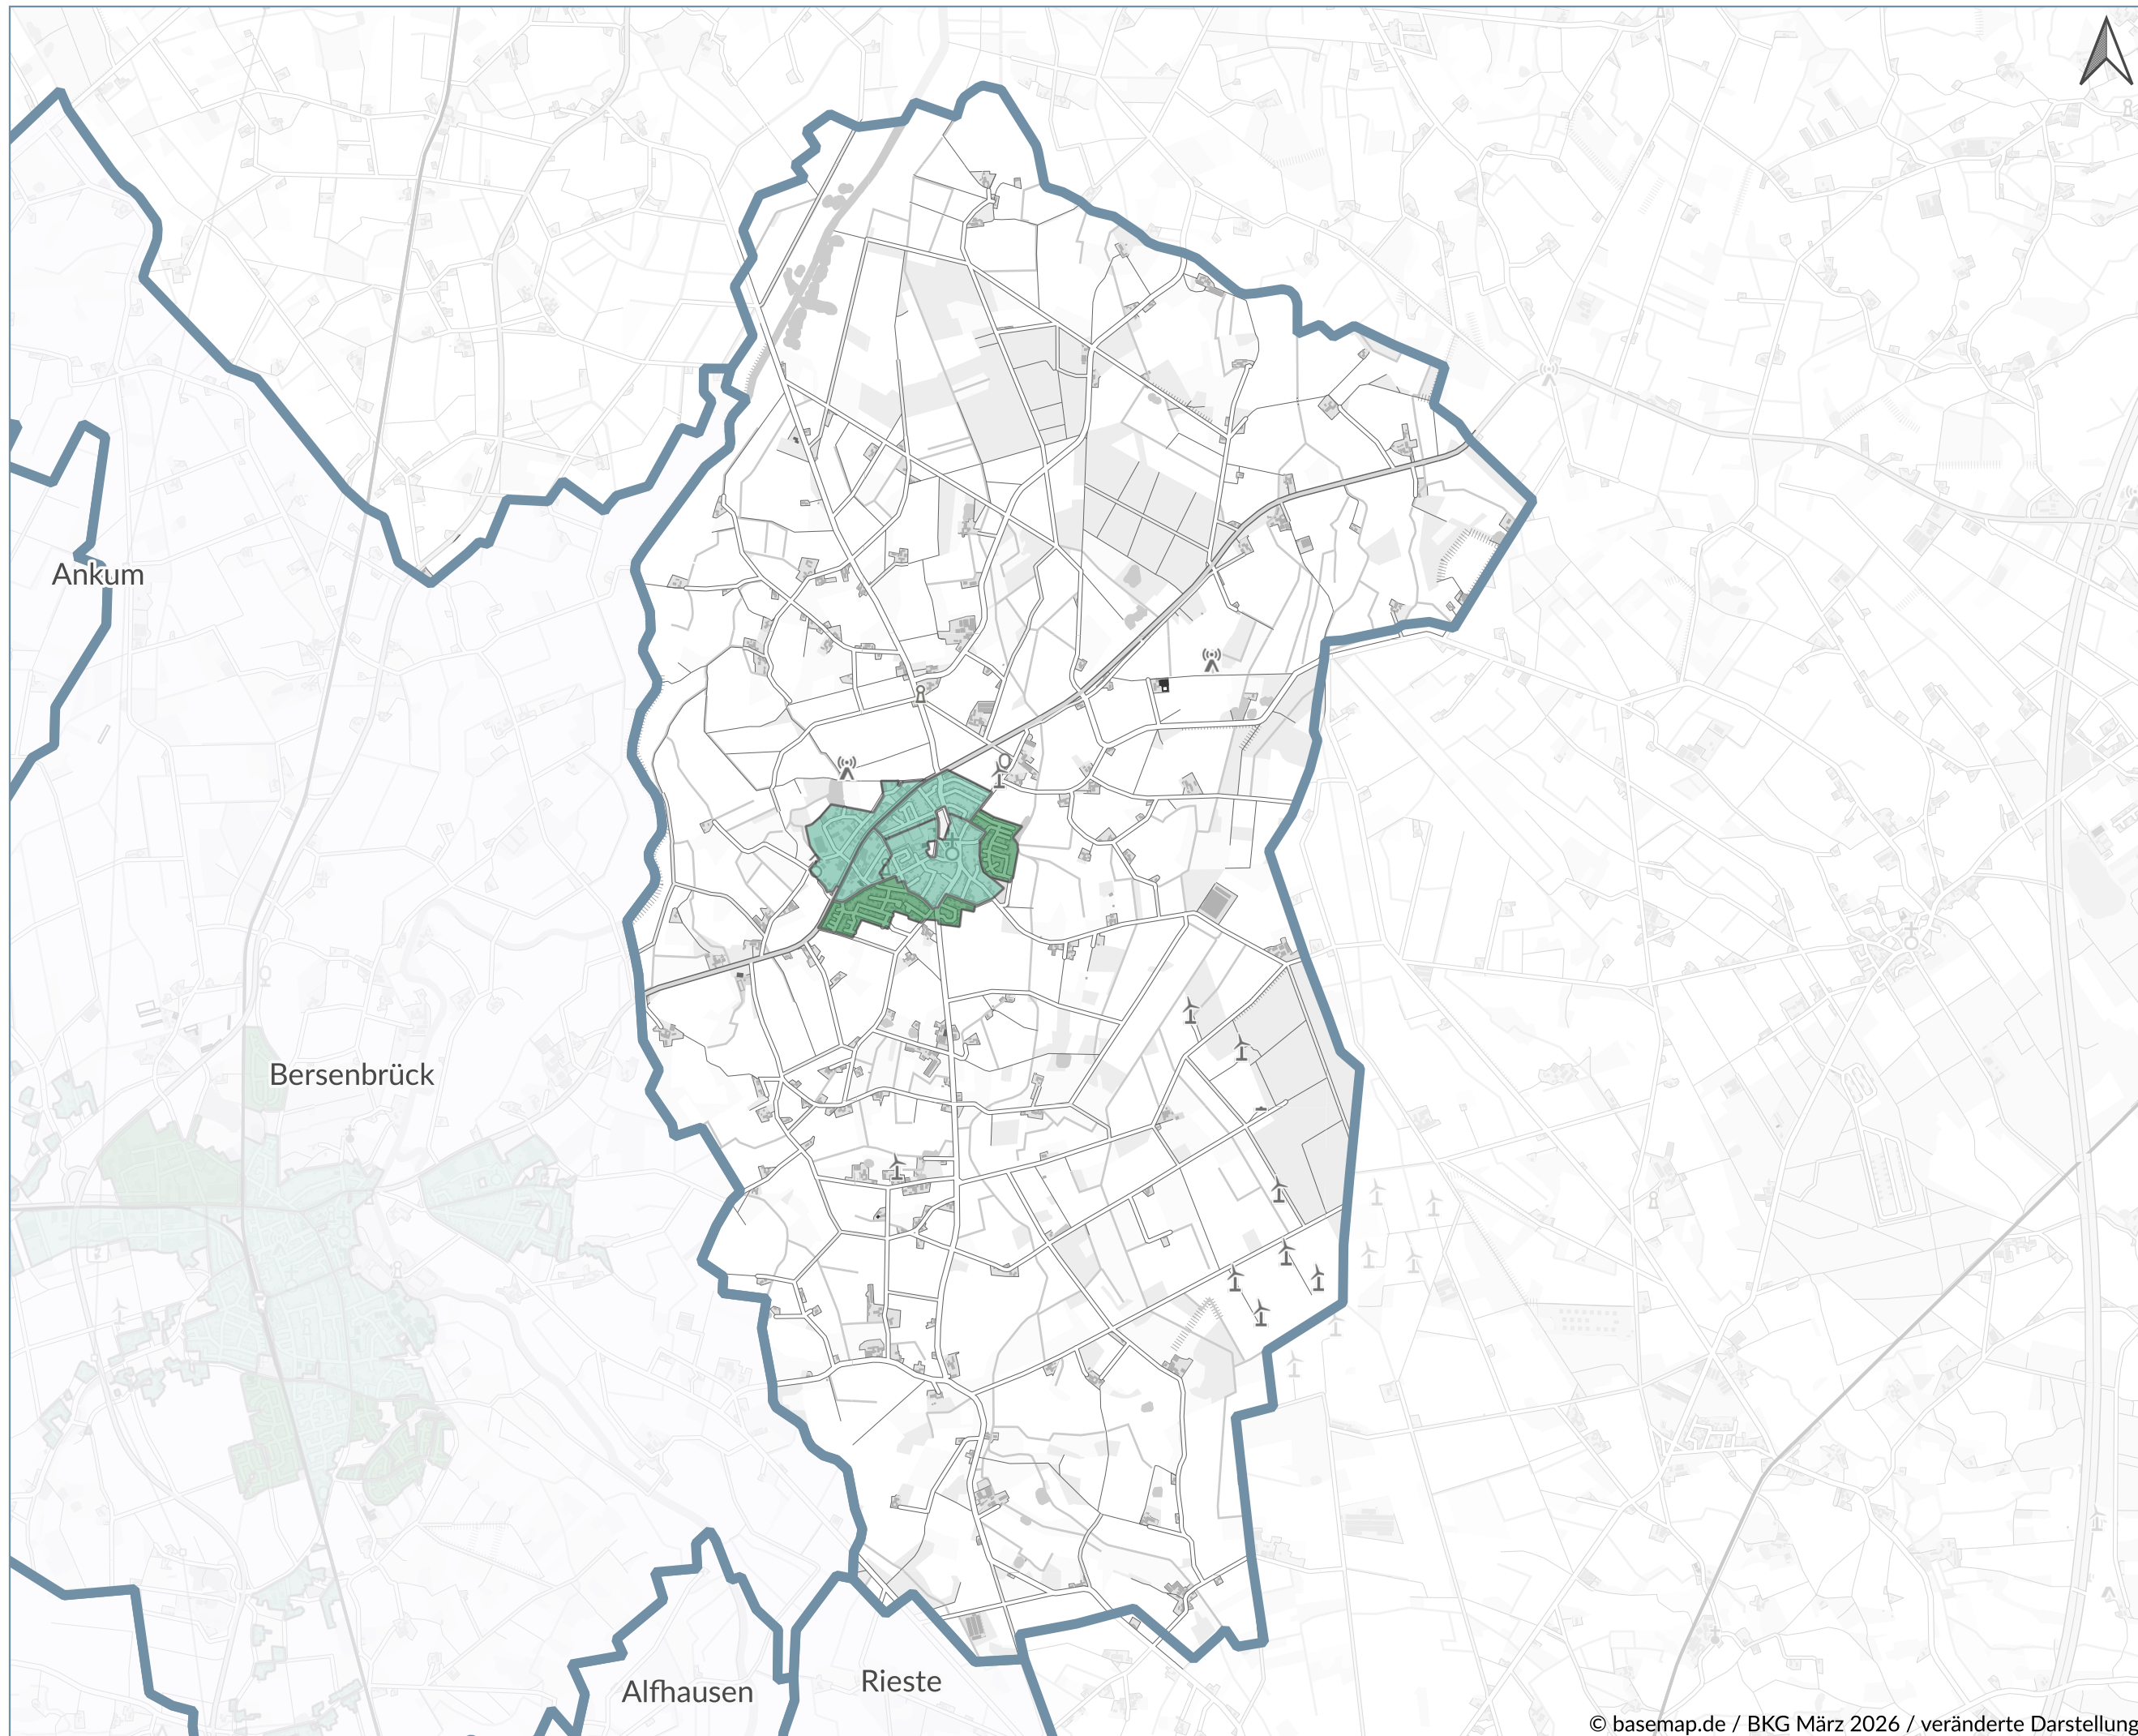 Ankum
Bersenbrück
Alfhausen
Rieste
© basemap.de / BKG März 2026 / veränderte Darstellung